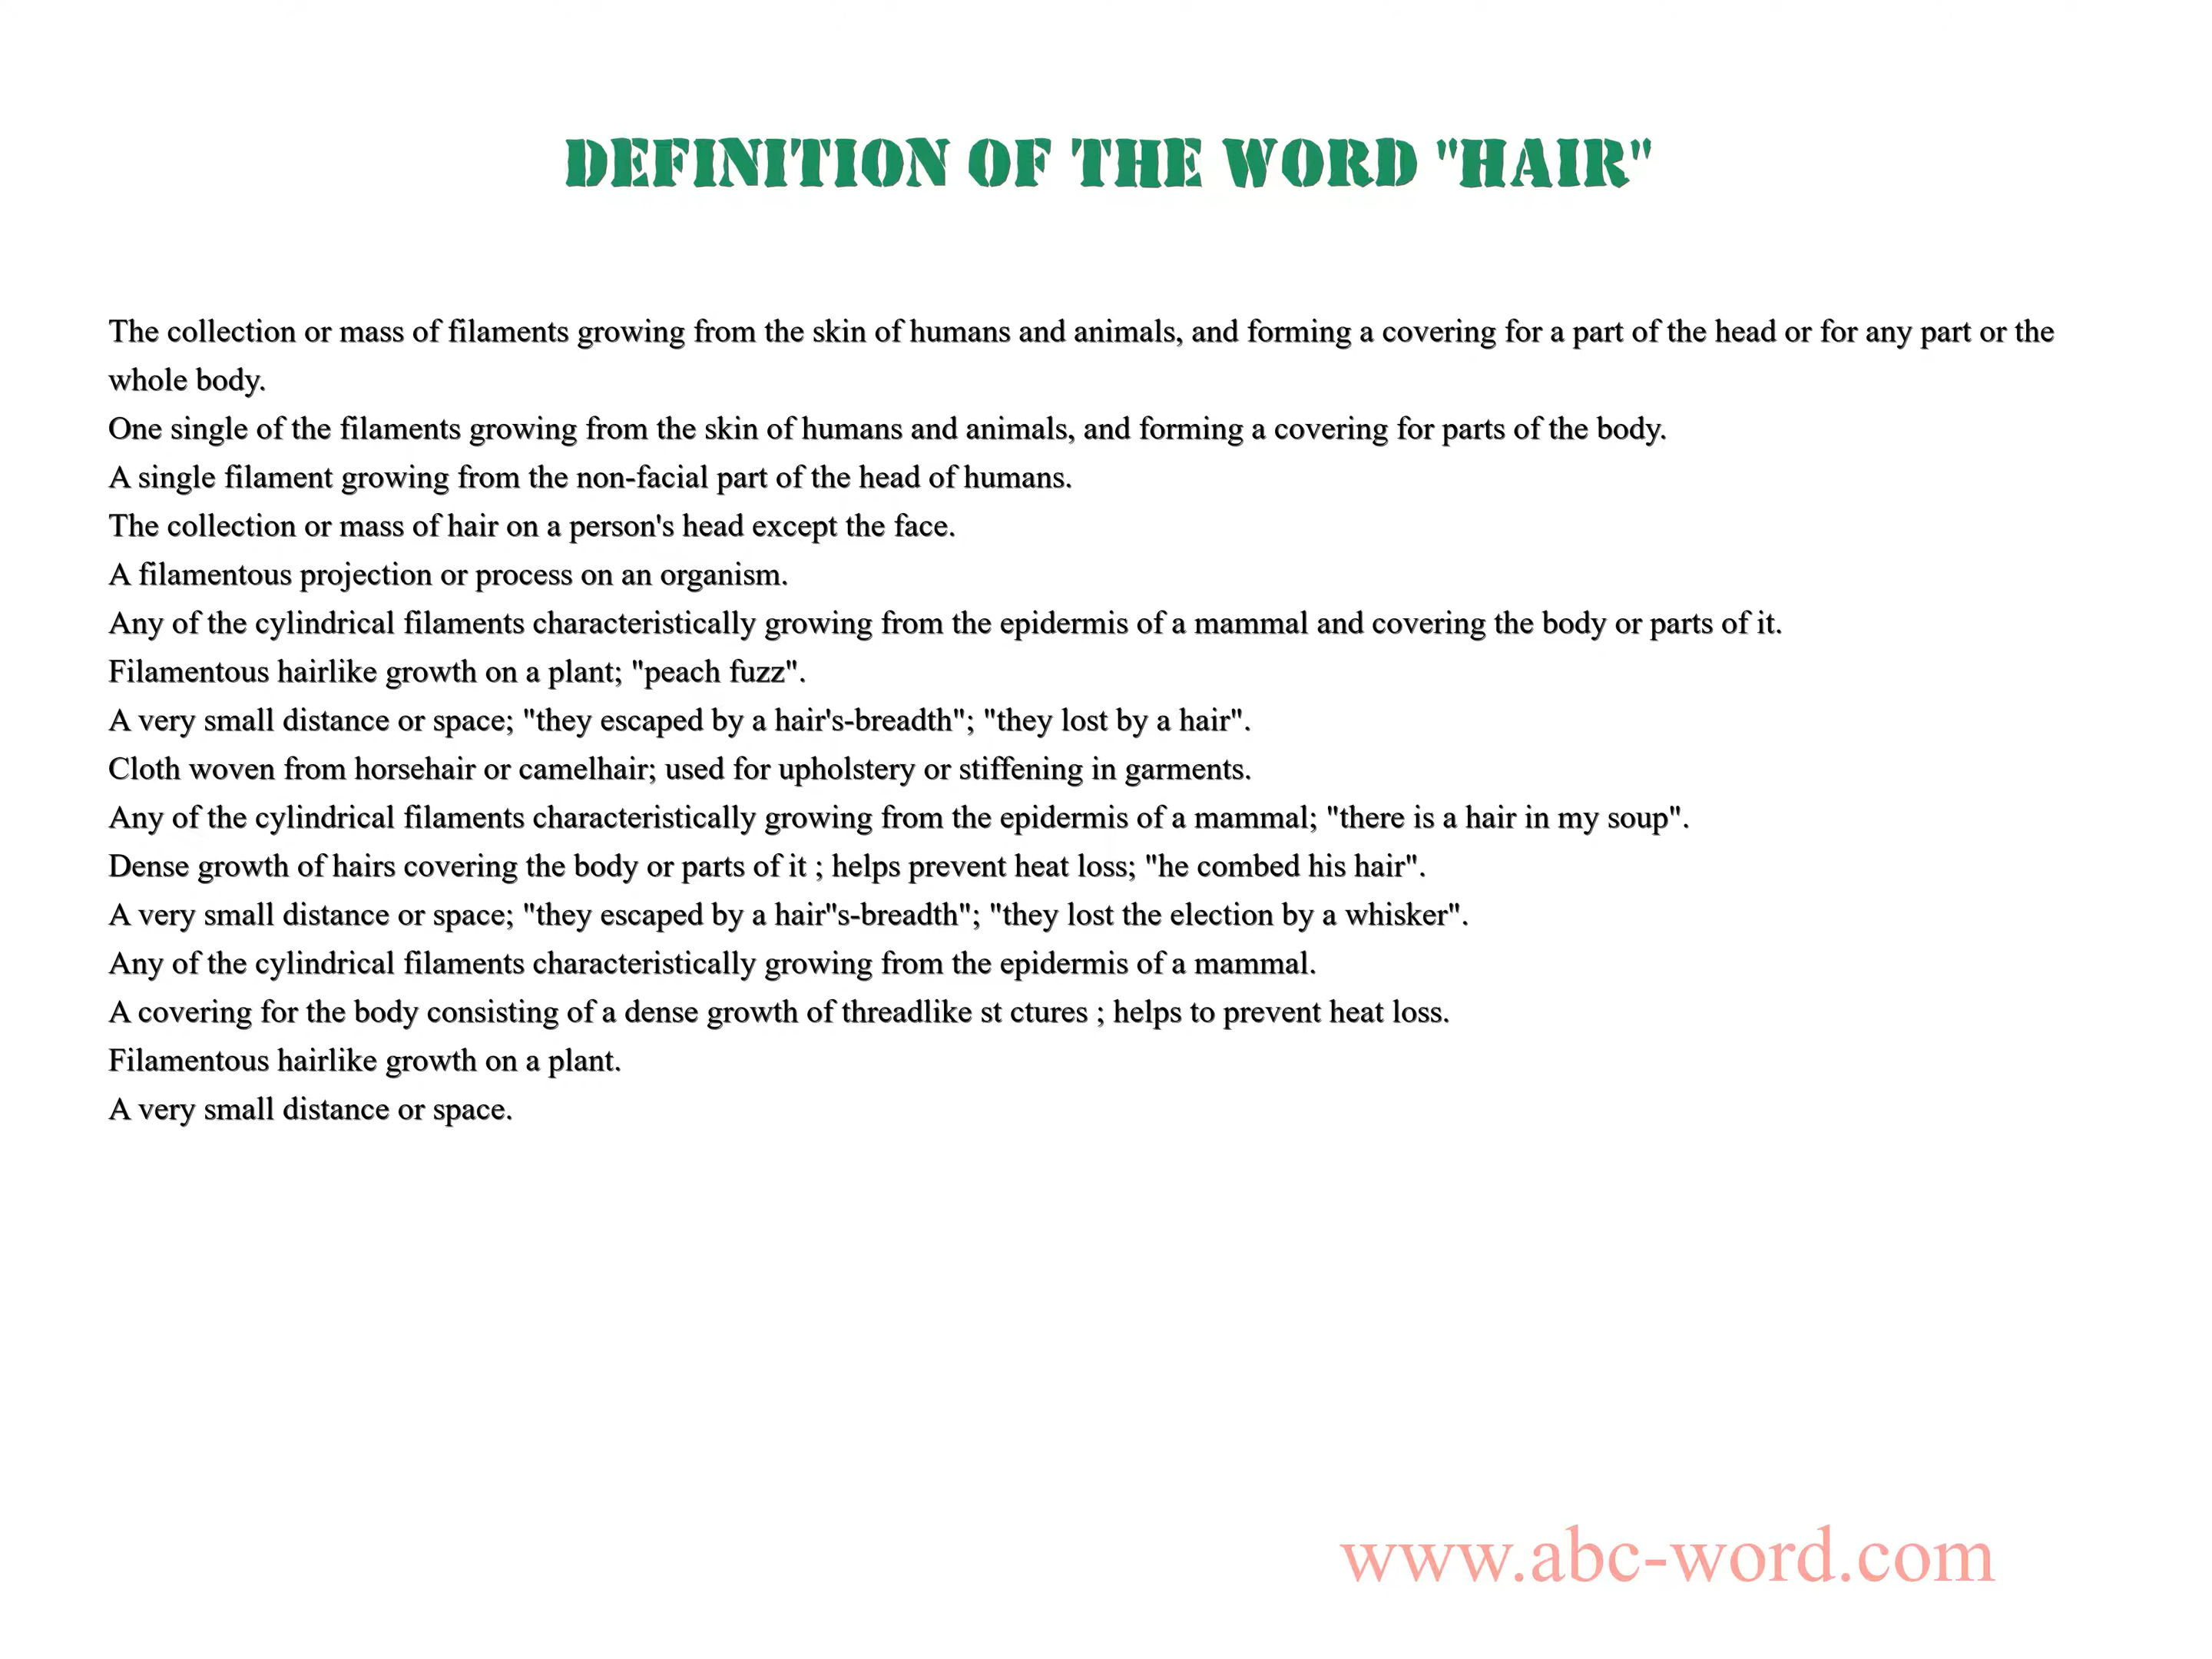 DEFINITION OF THE WORD "HAIR"
The collection or mass of filaments growing from the skin of humans and animals, and forming a covering for a part of the head or for any part or the
whole body.
One single of the filaments growing from the skin of humans and animals, and forming a covering for parts of the body.
A single filament growing from the non-facial part of the head of humans.
The collection or mass of hair on a person's head except the face.
A filamentous projection or process on an organism.
Any of the cylindrical filaments characteristically growing from the epidermis of a mammal and covering the body or parts of it.
Filamentous hairlike growth on a plant; "peach fuzz".
A very small distance or space; "they escaped by a hair's-breadth"; "they lost by a hair".
Cloth woven from horsehair or camelhair; used for upholstery or stiffening in garments.
Any of the cylindrical filaments characteristically growing from the epidermis of a mammal; "there is a hair in my soup".
Dense growth of hairs covering the body or parts of it ; helps prevent heat loss; "he combed his hair".
A very small distance or space; "they escaped by a hair"s-breadth"; "they lost the election by a whisker".
Any of the cylindrical filaments characteristically growing from the epidermis of a mammal.
A covering for the body consisting of a dense growth of threadlike st ctures ; helps to prevent heat loss.
Filamentous hairlike growth on a plant.
A very small distance or space.
www.abc-word.com